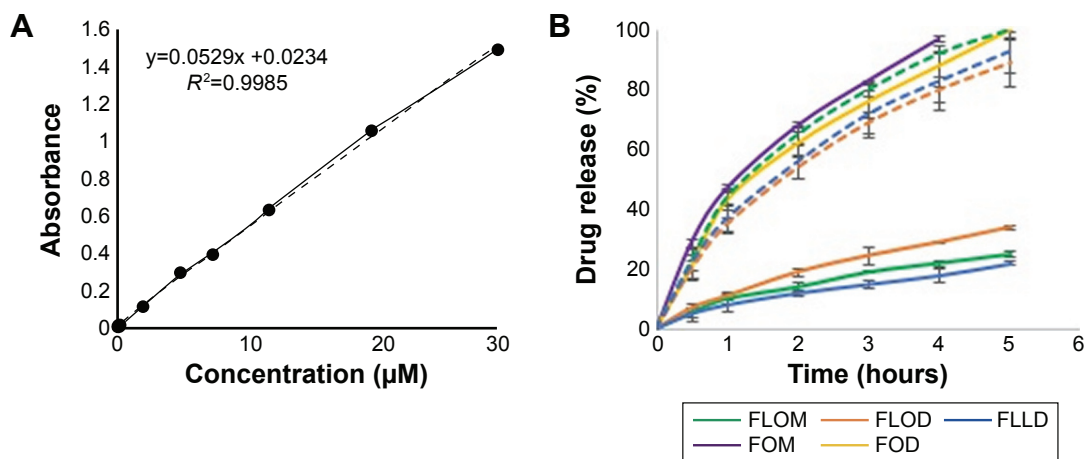 A
y=0.0529x +0.0234
R²=0.9985
Absorbance
1.6
1.4
1.2
1
0.8
0.6
0.4
0.2
0
0 10 20 30
Concentration (µM)
B
Drug release (%)
100
80
60
40
20
0
0 1 2 3 4 5 6
Time (hours)
FLOM FLOD FLLD
FOM FOD